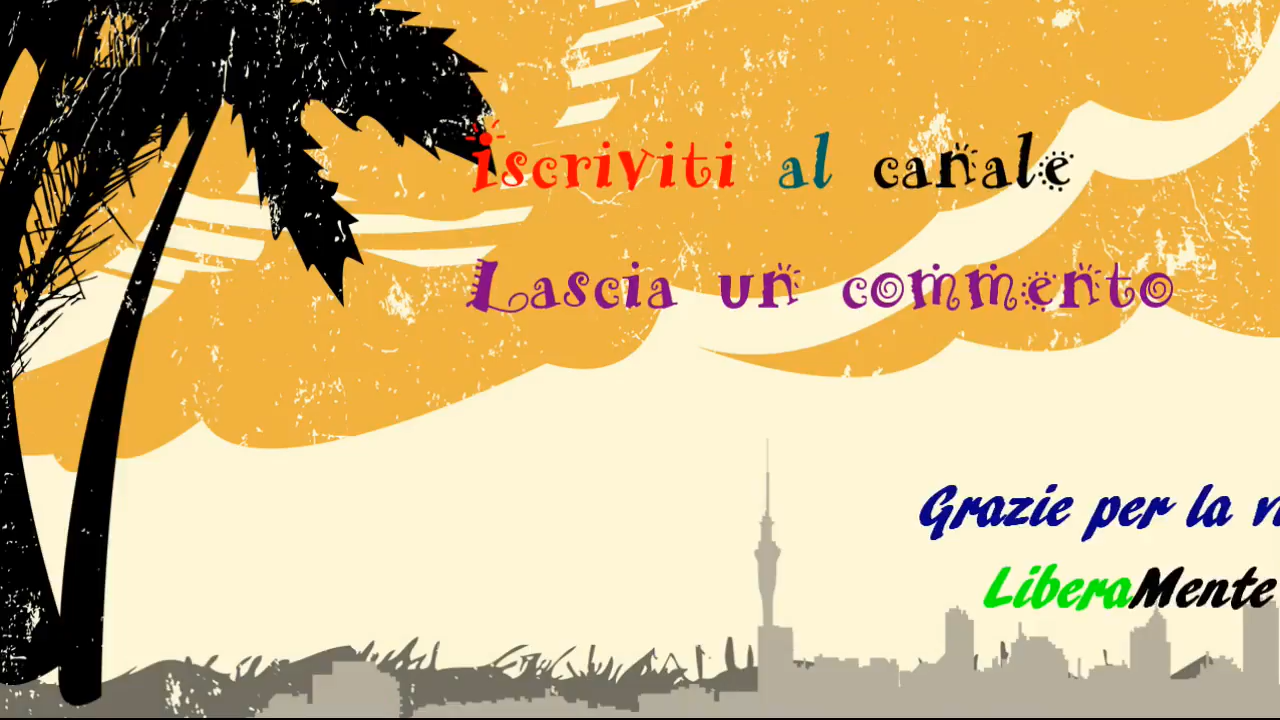 iscriviti al canale
Lascia un commento
Grazie per la
LiberaMente